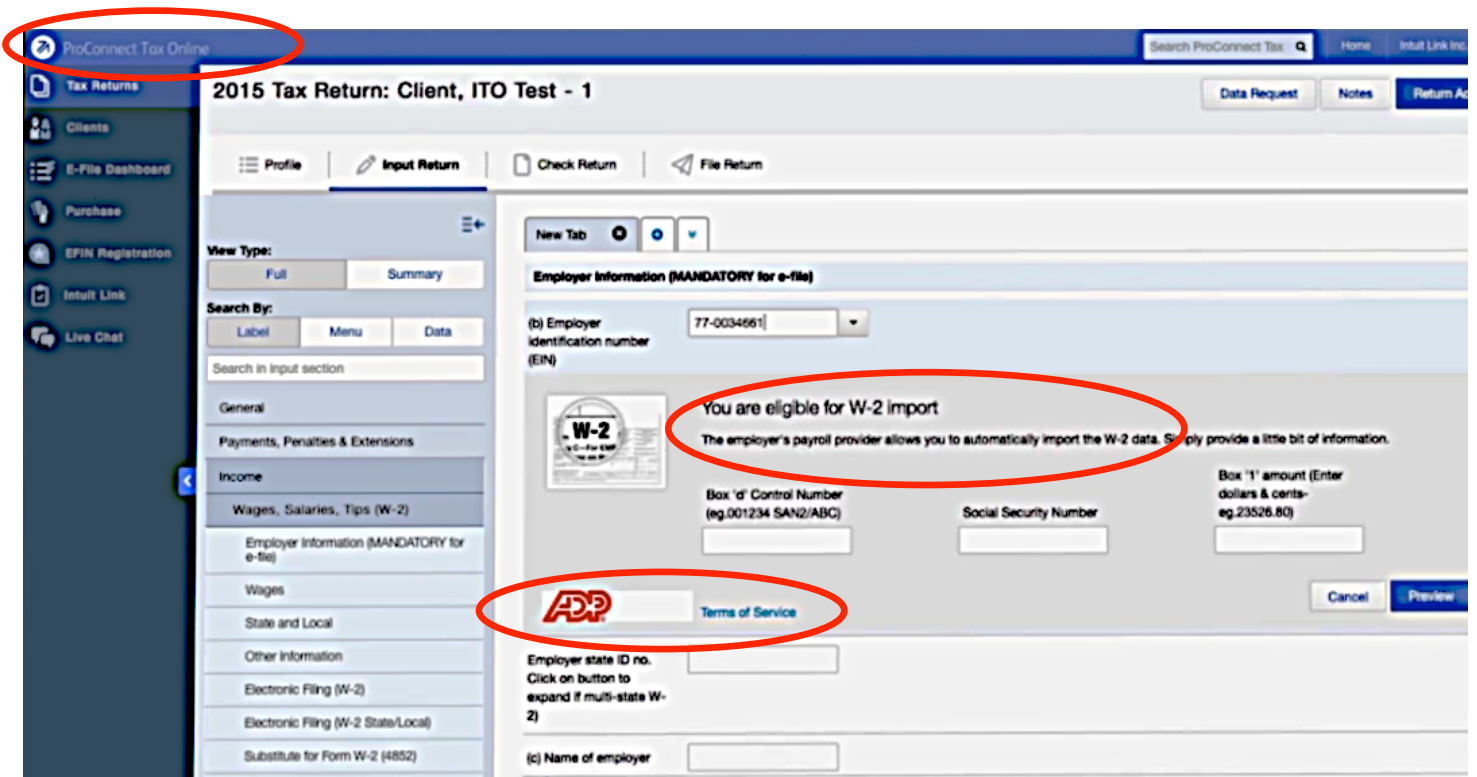 ProConnect Tax Online
Search ProConnect Tax
Home
Intuit Link Inc.
Tax Returns
Clients
E-File Dashboard
Purchase
EFIN Registration
Intuit Link
Live Chat
2015 Tax Return: Client, ITO Test - 1
Data Request
Notes
Return Ac
Profile
Input Return
Check Return
File Return
View Type:
Full
Summary
Search By:
Label
Menu
Data
Search in input section
General
Payments, Penalties & Extensions
Income
Wages, Salaries, Tips (W-2)
Employer Information (MANDATORY for
e-file)
Wages
State and Local
Other Information
Electronic Filing (W-2)
Electronic Filing (W-2 State/Local)
Substitute for Form W-2 (4852)
New Tab
Employer Information (MANDATORY for e-file)
(b) Employer
identification number
(EIN)
77-0034661
W-2
You are eligible for W-2 import
The employer's payroll provider allows you to automatically import the W-2 data. Simply provide a little bit of information.
Box 'd' Control Number
(eg.001234 SAN2/ABC)
Social Security Number
Box '1' amount (Enter
dollars & cents-
eg.23526.80)
ADP
Terms of Service
Cancel
Preview
Employer state ID no.
Click on button to
expand if multi-state W-
2)
(c) Name of employer